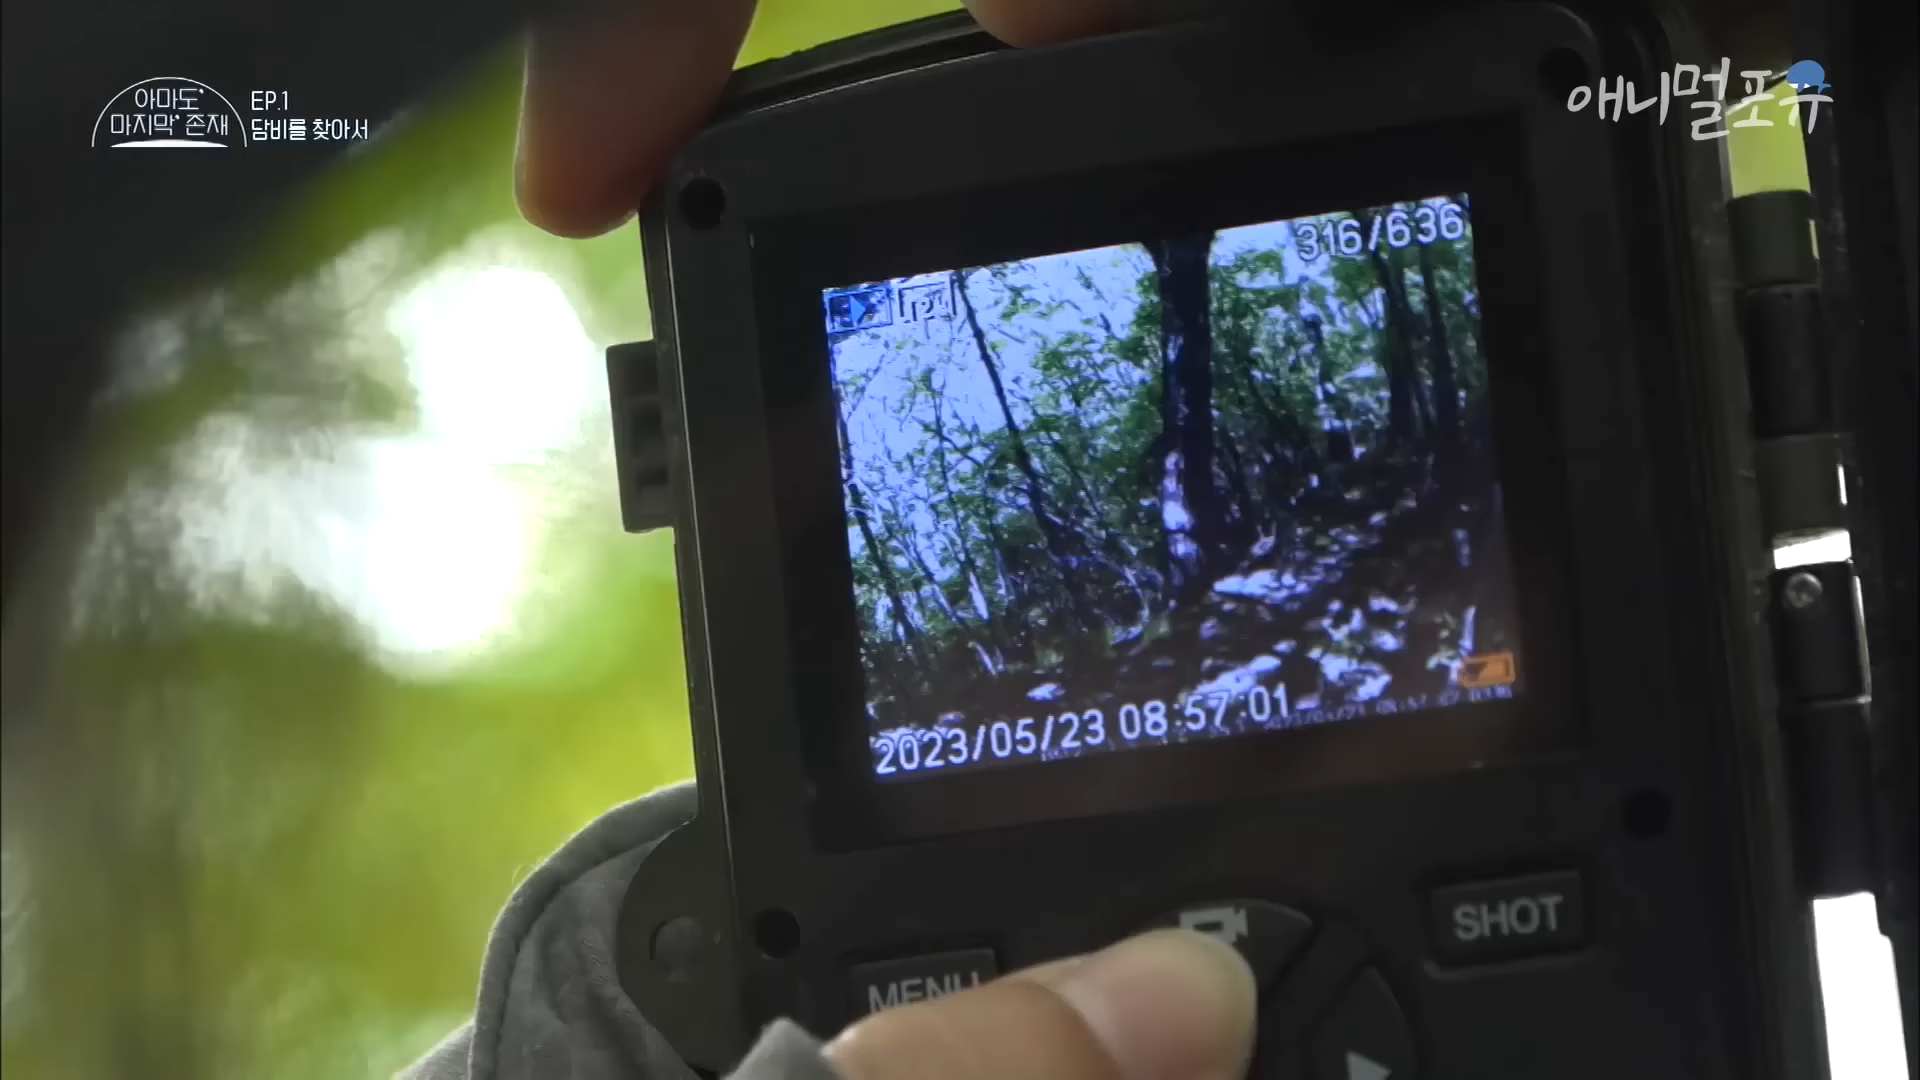 아마도
마지막 존재
EP.1
담비를 찾아서
애니멀포유
316/636
2023/05/23 08:57:01
MENU
SHOT